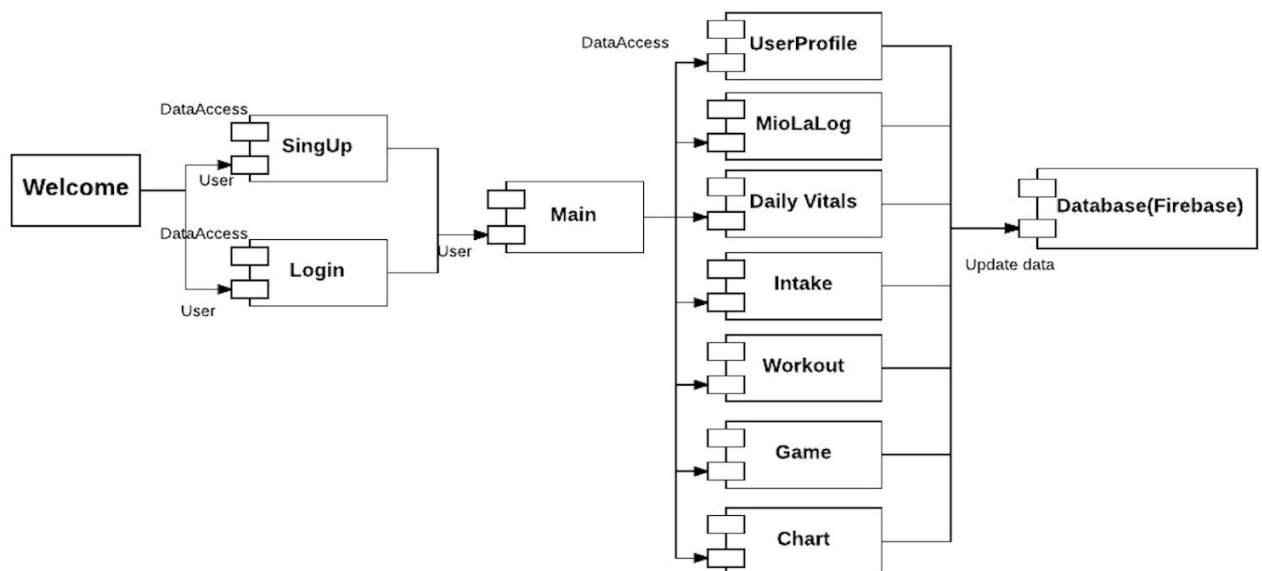 Welcome
DataAccess
SingUp
User
DataAccess
Login
User
Main
User
DataAccess
UserProfile
MioLaLog
Daily Vitals
Intake
Workout
Game
Chart
Database(Firebase)
Update data